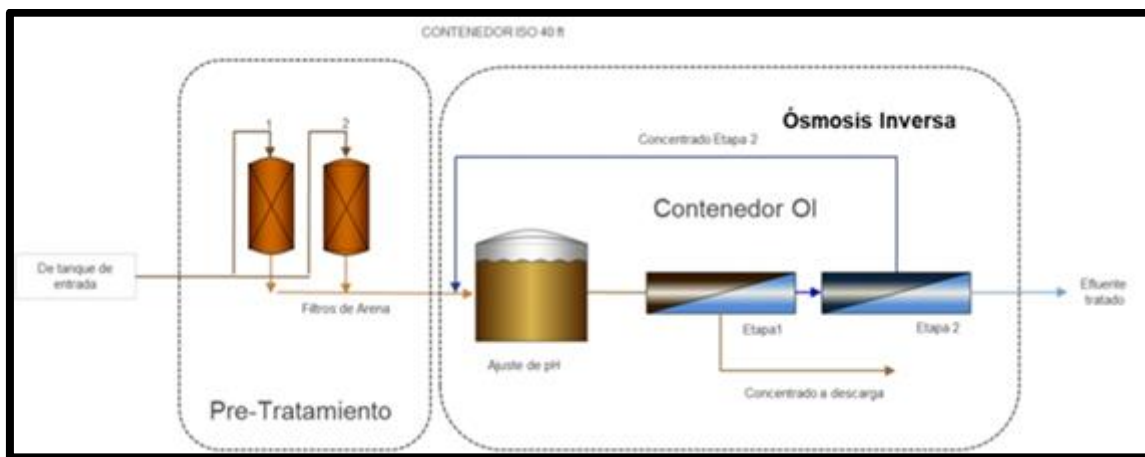 CONTENEDOR ISO 40 ft
Ósmosis Inversa
1
2
Concentrado Etapa 2
Contenedor OI
De tanque de
entrada
Filtros de Arena
Efluente
tratado
Etapa1
Etapa 2
Ajuste de pH
Concentrado a descarga
Pre-Tratamiento